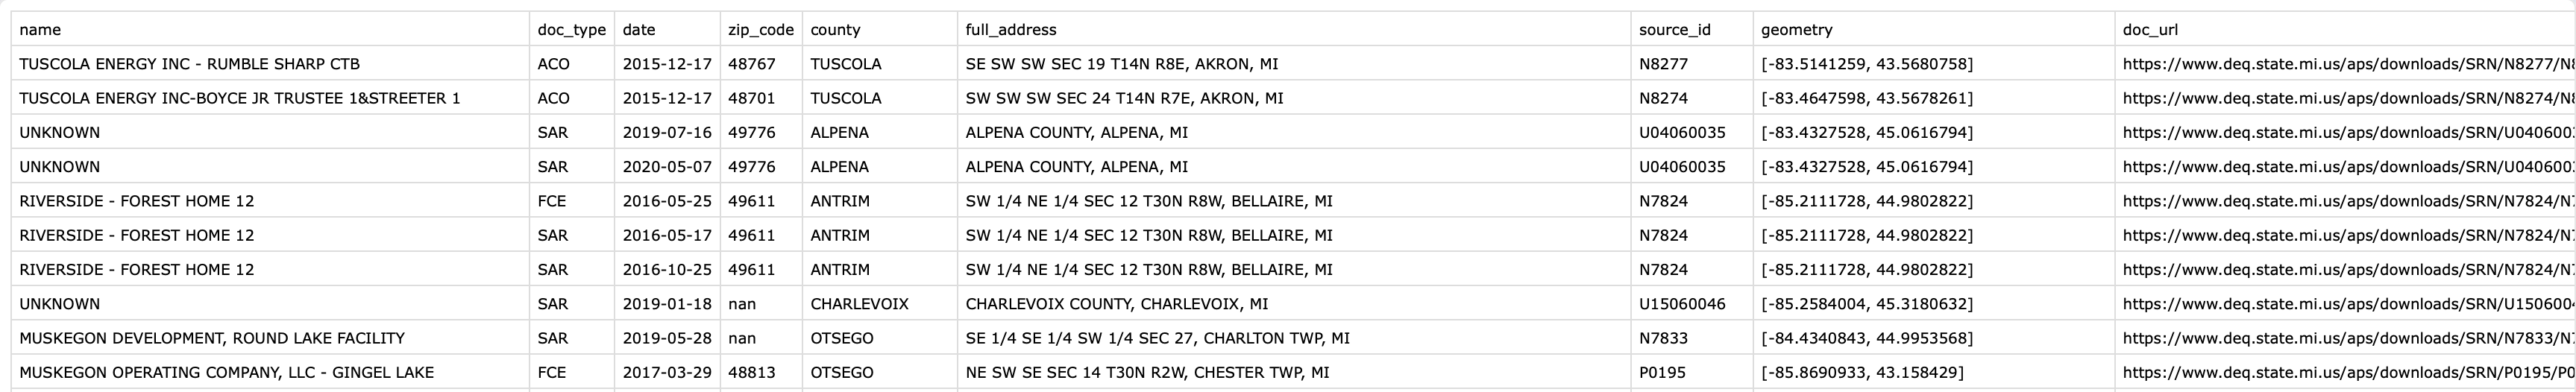 name doc_type date zip_code county full_address source_id geometry doc_url
TUSCOLA ENERGY INC - RUMBLE SHARP CTB ACO 2015-12-17 48767 TUSCOLA SE SW SW SEC 19 T14N R8E, AKRON, MI N8277 [-83.5141259, 43.5680758] https://www.deq.state.mi.us/aps/downloads/SRN/N8277/N8
TUSCOLA ENERGY INC-BOYCE JR TRUSTEE 1&STREETER 1 ACO 2015-12-17 48701 TUSCOLA SW SW SW SEC 24 T14N R7E, AKRON, MI N8274 [-83.4647598, 43.5678261] https://www.deq.state.mi.us/aps/downloads/SRN/N8274/N8
UNKNOWN SAR 2019-07-16 49776 ALPENA ALPENA COUNTY, ALPENA, MI U04060035 [-83.4327528, 45.0616794] https://www.deq.state.mi.us/aps/downloads/SRN/U0406003
UNKNOWN SAR 2020-05-07 49776 ALPENA ALPENA COUNTY, ALPENA, MI U04060035 [-83.4327528, 45.0616794] https://www.deq.state.mi.us/aps/downloads/SRN/U0406003
RIVERSIDE - FOREST HOME 12 FCE 2016-05-25 49611 ANTRIM SW 1/4 NE 1/4 SEC 12 T30N R8W, BELLAIRE, MI N7824 [-85.2111728, 44.9802822] https://www.deq.state.mi.us/aps/downloads/SRN/N7824/N7
RIVERSIDE - FOREST HOME 12 SAR 2016-05-17 49611 ANTRIM SW 1/4 NE 1/4 SEC 12 T30N R8W, BELLAIRE, MI N7824 [-85.2111728, 44.9802822] https://www.deq.state.mi.us/aps/downloads/SRN/N7824/N7
RIVERSIDE - FOREST HOME 12 SAR 2016-10-25 49611 ANTRIM SW 1/4 NE 1/4 SEC 12 T30N R8W, BELLAIRE, MI N7824 [-85.2111728, 44.9802822] https://www.deq.state.mi.us/aps/downloads/SRN/N7824/N7
UNKNOWN SAR 2019-01-18 nan CHARLEVOIX CHARLEVOIX COUNTY, CHARLEVOIX, MI U15060046 [-85.2584004, 45.3180632] https://www.deq.state.mi.us/aps/downloads/SRN/U1506004
MUSKEGON DEVELOPMENT, ROUND LAKE FACILITY SAR 2019-05-28 nan OTSEGO SE 1/4 SE 1/4 SW 1/4 SEC 27, CHARLTON TWP, MI N7833 [-84.4340843, 44.9953568] https://www.deq.state.mi.us/aps/downloads/SRN/N7833/N7
MUSKEGON OPERATING COMPANY, LLC - GINGEL LAKE FCE 2017-03-29 48813 OTSEGO NE SW SE SEC 14 T30N R2W, CHESTER TWP, MI P0195 [-85.8690933, 43.158429] https://www.deq.state.mi.us/aps/downloads/SRN/P0195/P0